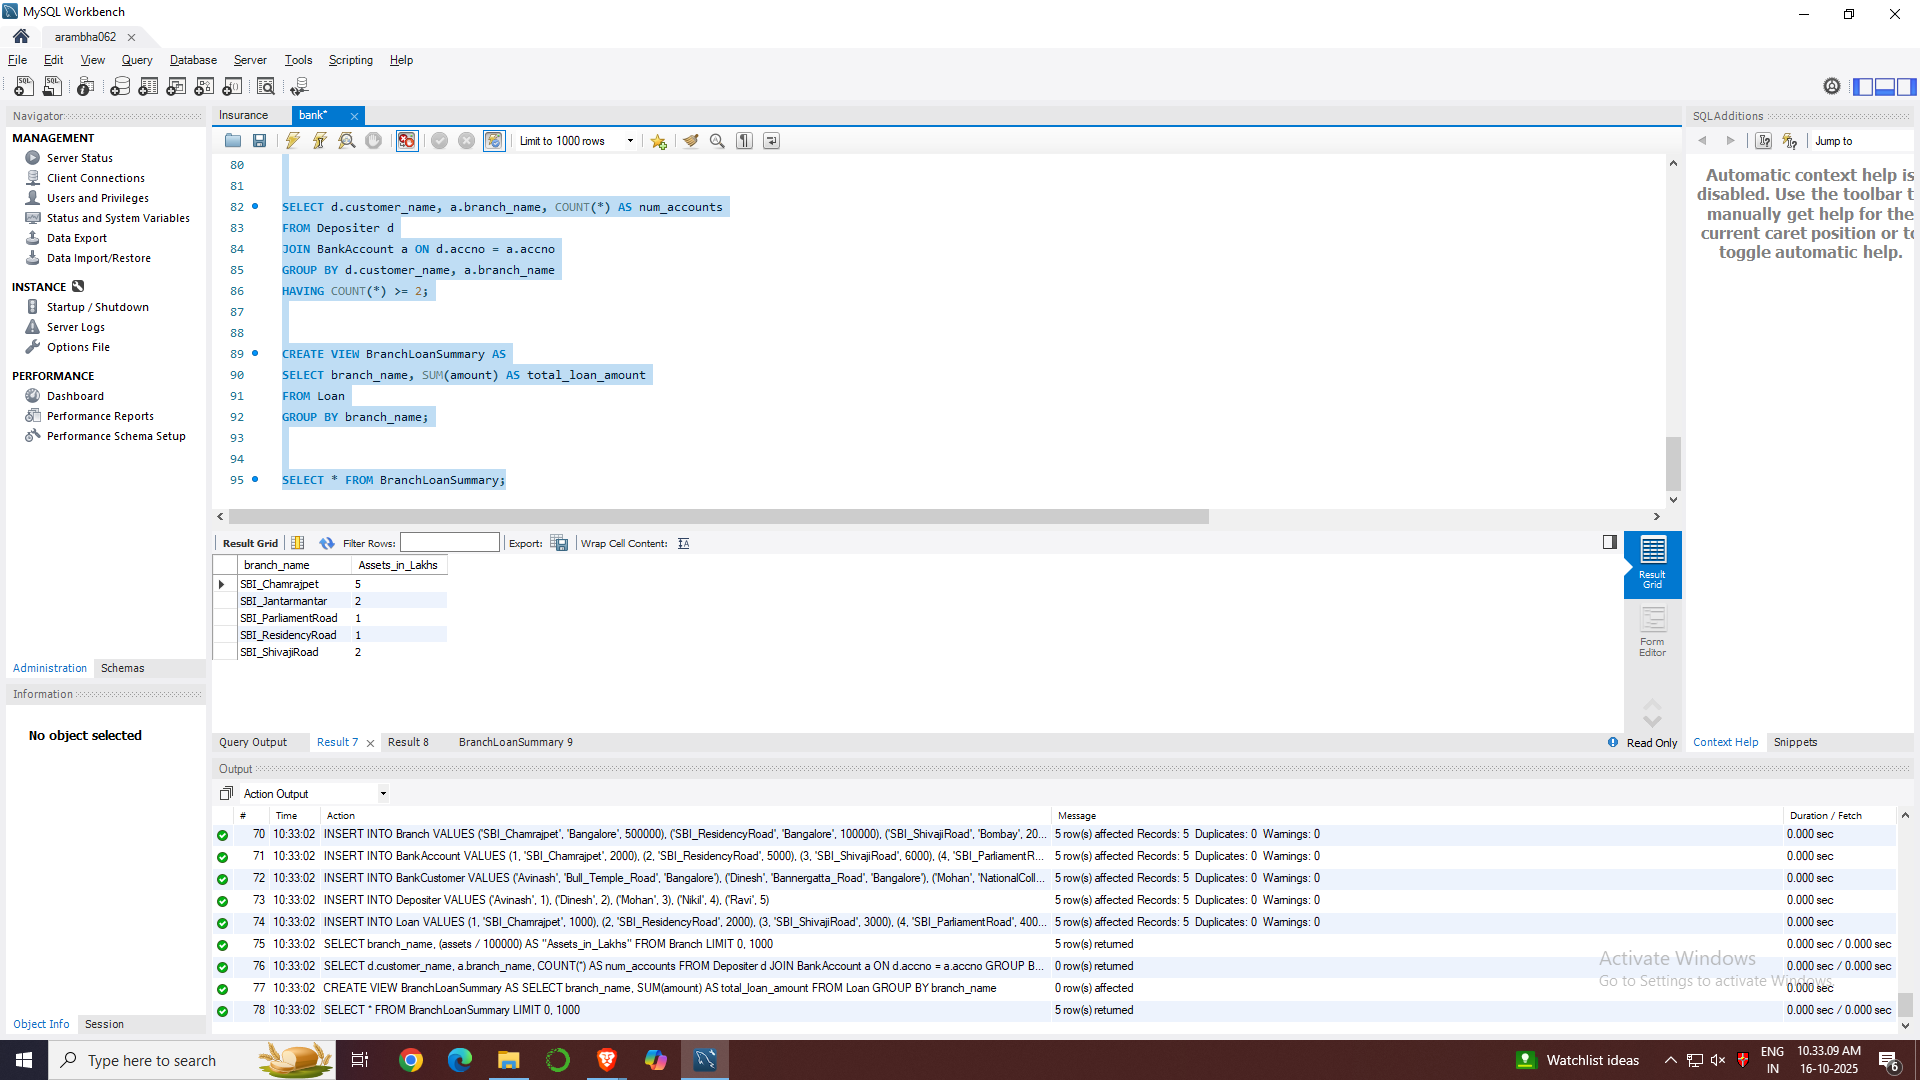 MySQL Workbench
arambha062
File Edit View Query Database Server Tools Scripting Help
Navigator
MANAGEMENT
Server Status
Client Connections
Users and Privileges
Status and System Variables
Data Export
Data Import/Restore
INSTANCE
Startup / Shutdown
Server Logs
Options File
PERFORMANCE
Dashboard
Performance Reports
Performance Schema Setup
Administration Schemas
Information
No object selected
Object Info Session
Insurance bank*
Limit to 1000 rows
80
81
82 SELECT d.customer_name, a.branch_name, COUNT(*) AS num_accounts
83 FROM Depositer d
84 JOIN BankAccount a ON d.accno = a.accno
85 GROUP BY d.customer_name, a.branch_name
86 HAVING COUNT(*) >= 2;
87
88
89 CREATE VIEW BranchLoanSummary AS
90 SELECT branch_name, SUM(amount) AS total_loan_amount
91 FROM Loan
92 GROUP BY branch_name;
93
94
95 SELECT * FROM BranchLoanSummary;
Result Grid Filter Rows: Export: Wrap Cell Content:
branch_name Assets_in_Lakhs
SBI_Chamrajpet 5
SBI_Jantarmantar 2
SBI_ParliamentRoad 1
SBI_ResidencyRoad 1
SBI_ShivajiRoad 2
Result Grid
Form Editor
Query Output Result 7 Result 8 BranchLoanSummary 9 Read Only
SQLAdditions
Jump to
Automatic context help is
disabled. Use the toolbar t
manually get help for the
current caret position or to
toggle automatic help.
Context Help Snippets
Output
Action Output
# Time Action Message Duration / Fetch
70 10:33:02 INSERT INTO Branch VALUES ('SBI_Chamrajpet', 'Bangalore', 500000), ('SBI_ResidencyRoad', 'Bangalore', 100000), ('SBI_ShivajiRoad', 'Bombay', 20... 5 row(s) affected Records: 5 Duplicates: 0 Warnings: 0 0.000 sec
71 10:33:02 INSERT INTO BankAccount VALUES (1, 'SBI_Chamrajpet', 2000), (2, 'SBI_ResidencyRoad', 5000), (3, 'SBI_ShivajiRoad', 6000), (4, 'SBI_ParliamentR... 5 row(s) affected Records: 5 Duplicates: 0 Warnings: 0 0.000 sec
72 10:33:02 INSERT INTO BankCustomer VALUES ('Avinash', 'Bull_Temple_Road', 'Bangalore'), ('Dinesh', 'Bannergatta_Road', 'Bangalore'), ('Mohan', 'NationalColl... 5 row(s) affected Records: 5 Duplicates: 0 Warnings: 0 0.000 sec
73 10:33:02 INSERT INTO Depositer VALUES ('Avinash', 1), ('Dinesh', 2), ('Mohan', 3), ('Nikil', 4), ('Ravi', 5) 5 row(s) affected Records: 5 Duplicates: 0 Warnings: 0 0.000 sec
74 10:33:02 INSERT INTO Loan VALUES (1, 'SBI_Chamrajpet', 1000), (2, 'SBI_ResidencyRoad', 2000), (3, 'SBI_ShivajiRoad', 3000), (4, 'SBI_ParliamentRoad', 400... 5 row(s) affected Records: 5 Duplicates: 0 Warnings: 0 0.000 sec
75 10:33:02 SELECT branch_name, (assets / 100000) AS "Assets_in_Lakhs" FROM Branch LIMIT 0, 1000 5 row(s) returned 0.000 sec / 0.000 sec
76 10:33:02 SELECT d.customer_name, a.branch_name, COUNT(*) AS num_accounts FROM Depositer d JOIN BankAccount a ON d.accno = a.accno GROUP B... 0 row(s) returned 0.000 sec / 0.000 sec
77 10:33:02 CREATE VIEW BranchLoanSummary AS SELECT branch_name, SUM(amount) AS total_loan_amount FROM Loan GROUP BY branch_name 0 row(s) affected 0.000 sec
78 10:33:02 SELECT * FROM BranchLoanSummary LIMIT 0, 1000 5 row(s) returned 0.000 sec / 0.000 sec
Activate Windows
Go to Settings to activate Windows.
Type here to search
Watchlist ideas
ENG
IN
10.33.09 AM
16-10-2025
6